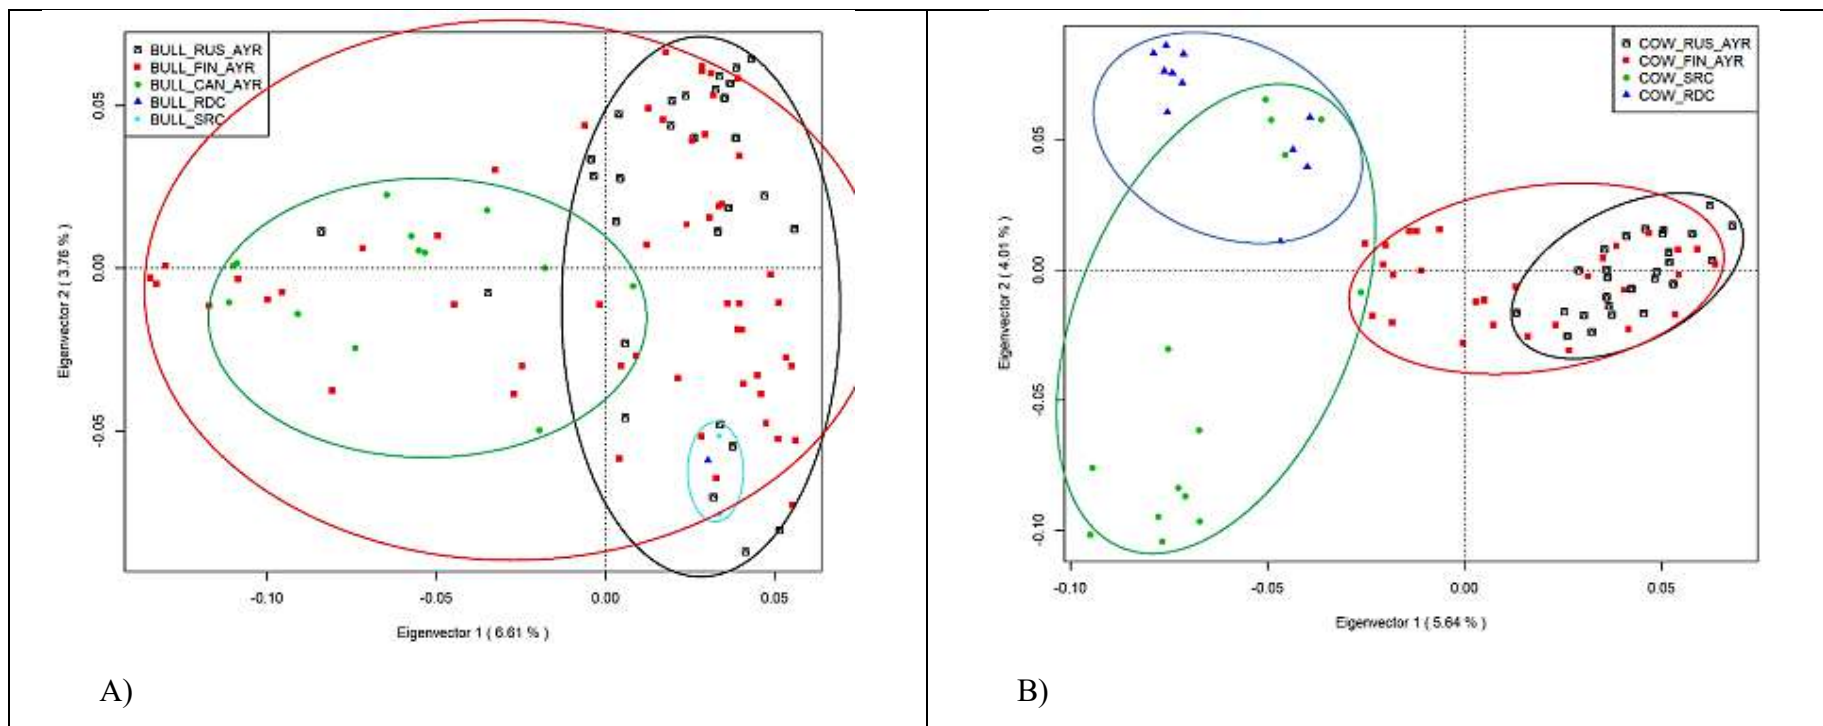 BULL_RUS_AYR
BULL_FIN_AYR
BULL_CAN_AYR
BULL_RDC
BULL_SRC
0.05
0.00
-0.05
Eigenvector 2 ( 3.76 % )
-0.10
-0.05
0.00
0.05
Eigenvector 1 ( 6.61 % )
A)
COW_RUS_AYR
COW_FIN_AYR
COW_SRC
COW_RDC
0.05
0.00
-0.05
-0.10
Eigenvector 2 ( 4.01 % )
-0.10
-0.05
0.00
0.05
Eigenvector 1 ( 5.64 % )
B)